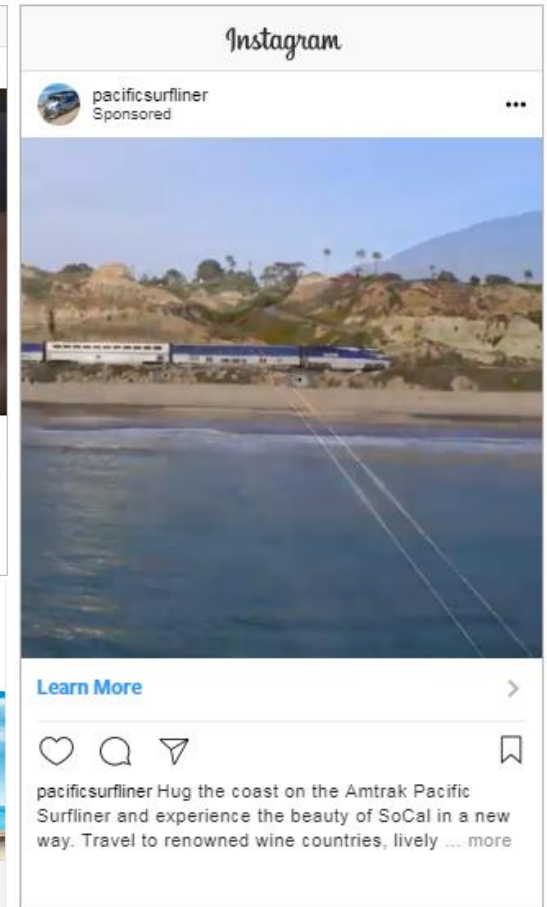 Instagram
pacificsurfliner
Sponsored
Learn More
pacificsurfliner Hug the coast on the Amtrak Pacific
Surfliner and experience the beauty of SoCal in a new
way. Travel to renowned wine countries, lively ... more